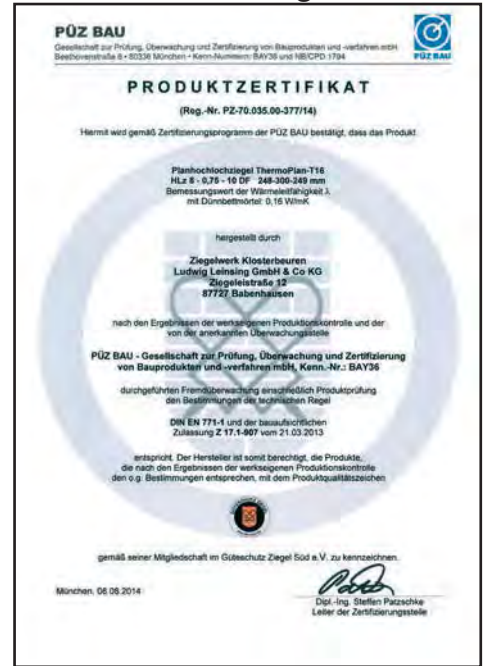 PÜZ BAU
Gesellschaft zur Prüfung, Überwachung und Zertifizierung von Bauprodukten und -verfahren mbH
Beethovenstraße 8 • 80336 München • Kenn-Nummern: BAY36 und NB/CPD 1794
PÜZ BAU
PRODUKTZERTIFIKAT
(Reg.-Nr. PZ-70.035.00-377/14)
Hiermit wird gemäß Zertifizierungsprogramm der PÜZ BAU bestätigt, dass das Produkt
Planhochlochziegel ThermoPlan-T16
HLz 8 - 0,75 - 10 DF 248-300-249 mm
Bemessungswert der Wärmeleitfähigkeit λ
mit Dünnbettmörtel: 0,16 W/mK
hergestellt durch
Ziegelwerk Klosterbeuren
Ludwig Leinsing GmbH & Co KG
Ziegeleistraße 12
87727 Babenhausen
nach den Ergebnissen der werkseigenen Produktionskontrolle und der
von der anerkannten Überwachungsstelle
PÜZ BAU - Gesellschaft zur Prüfung, Überwachung und Zertifizierung
von Bauprodukten und -verfahren mbH, Kenn.-Nr.: BAY36
durchgeführten Fremdüberwachung einschließlich Produktprüfung
den Bestimmungen der technischen Regel
DIN EN 771-1 und der bauaufsichtlichen
Zulassung Z 17.1-907 vom 21.03.2013
entspricht. Der Hersteller ist somit berechtigt, die Produkte,
die nach den Ergebnissen der werkseigenen Produktionskontrolle
den o.g. Bestimmungen entsprechen, mit dem Produktqualitätszeichen
gemäß seiner Mitgliedschaft im Güteschutz Ziegel Süd e.V. zu kennzeichnen.
München, 06.08.2014
Dipl.-Ing. Steffen Patzschke
Leiter der Zertifizierungsstelle